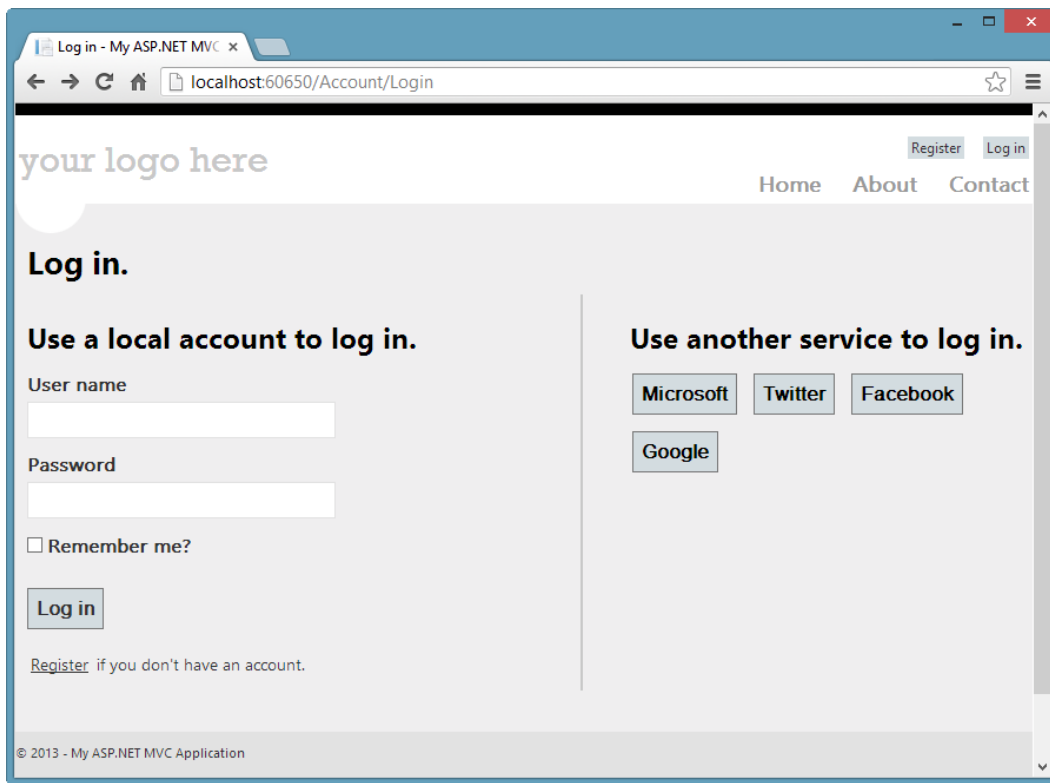 Log in - My ASP.NET MVC
localhost:60650/Account/Login
your logo here
Register Log in
Home About Contact
Log in.
Use a local account to log in.
User name
Password
Remember me?
Log in
Register if you don't have an account.
Use another service to log in.
Microsoft Twitter Facebook
Google
© 2013 - My ASP.NET MVC Application